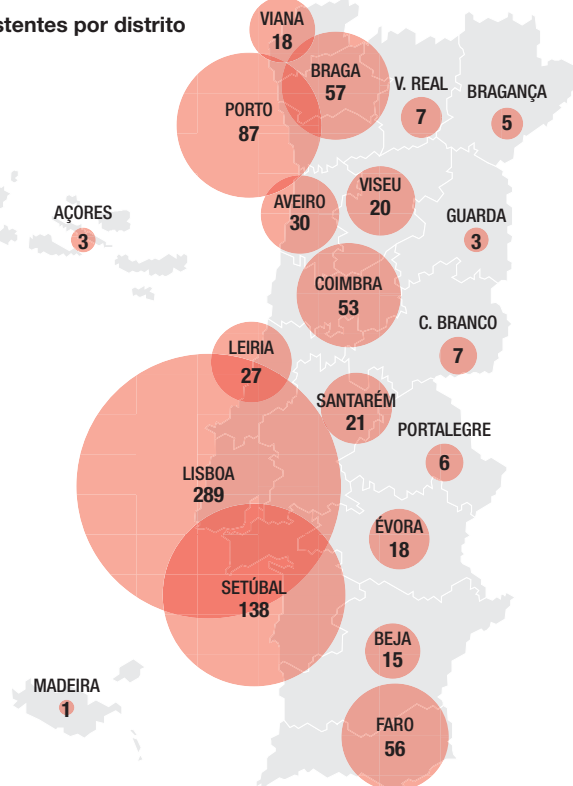 distrito
por
VIANA
18
BRAGA
57
V. REAL
7
BRAGANÇA
5
PORTO
87
AVEIRO
30
VISEU
20
GUARDA
3
AÇORES
3
COIMBRA
53
C. BRANCO
7
LEIRIA
27
SANTARÉM
21
PORTALEGRE
6
LISBOA
289
ÉVORA
18
SETÚBAL
138
BEJA
15
MADEIRA
1
FARO
56